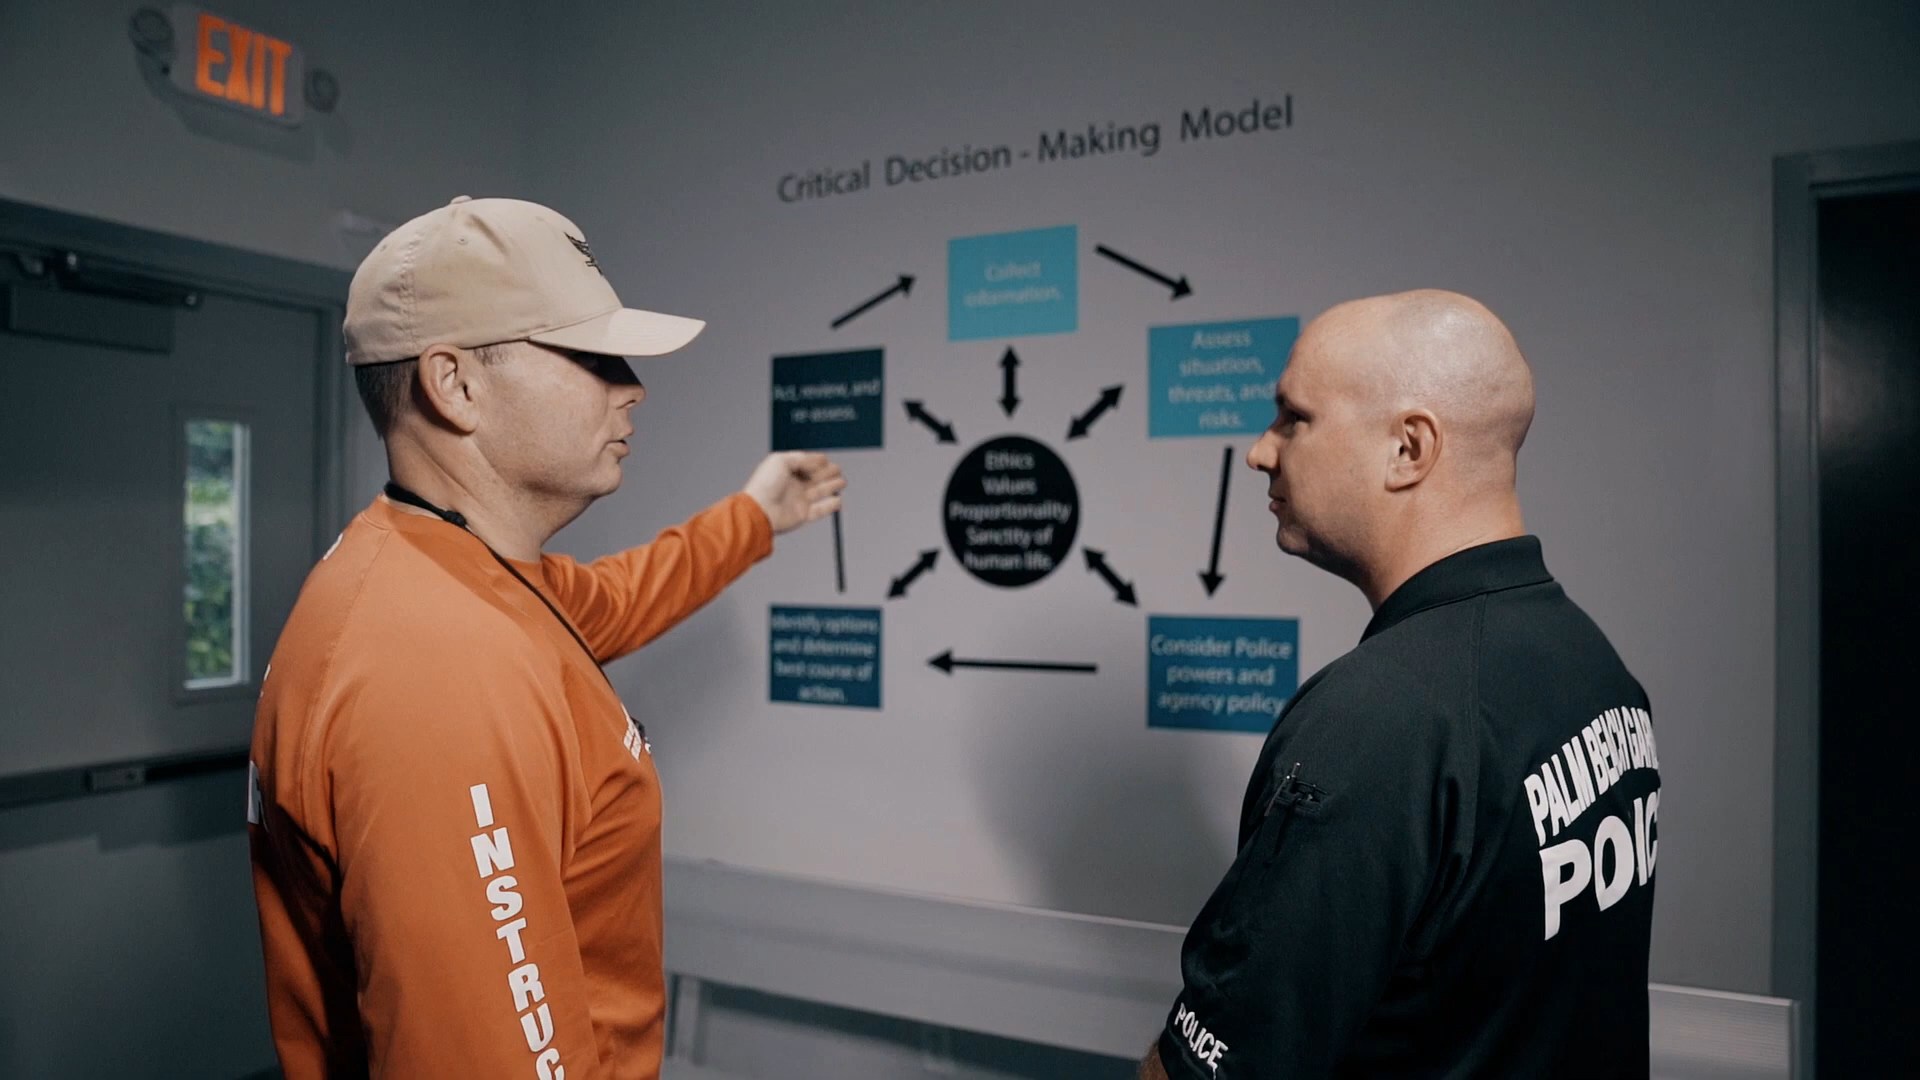 EXIT
Critical Decision - Making Model
Collect
information.
Assess
situation,
threats, and
risks.
Act, review, and
re-assess.
Ethics
Values
Proportionality
Sanctity of
human life.
Identify options
and determine
best course of
action.
Consider Police
powers and
agency policy
INSTRUC
PALM BEACH GAR
POLIC
POLICE